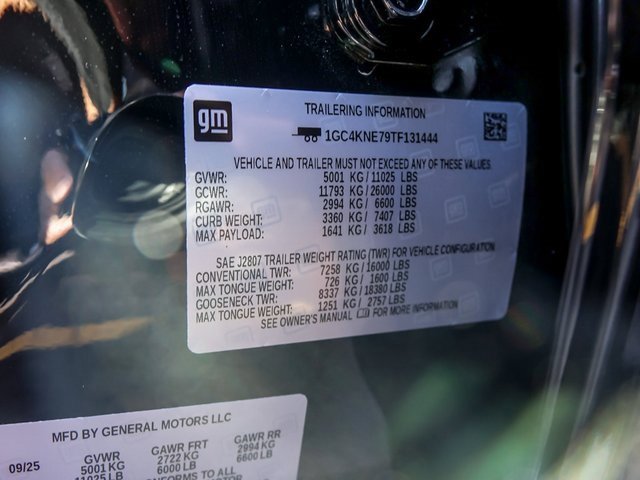 gm
TRAILERING INFORMATION
1GC4KNE79TF131444
VEHICLE AND TRAILER MUST NOT EXCEED ANY OF THESE VALUES.
GVWR: 5001 KG / 11025 LBS
GCWR: 11793 KG / 26000 LBS
RGAWR: 2994 KG / 6600 LBS
CURB WEIGHT: 3360 KG / 7407 LBS
MAX PAYLOAD: 1641 KG / 3618 LBS
SAE J2807 TRAILER WEIGHT RATING (TWR) FOR VEHICLE CONFIGURATION
CONVENTIONAL TWR: 7258 KG / 16000 LBS
MAX TONGUE WEIGHT: 726 KG / 1600 LBS
GOOSENECK TWR: 8337 KG / 18380 LBS
MAX TONGUE WEIGHT: 1251 KG / 2757 LBS
SEE OWNER'S MANUAL FOR MORE INFORMATION
MFD BY GENERAL MOTORS LLC
09/25 GVWR GAWR FRT GAWR RR
5001 KG 2722 KG 2994 KG
11025 LB 6000 LB 6600 LB
CONFORMS TO ALL